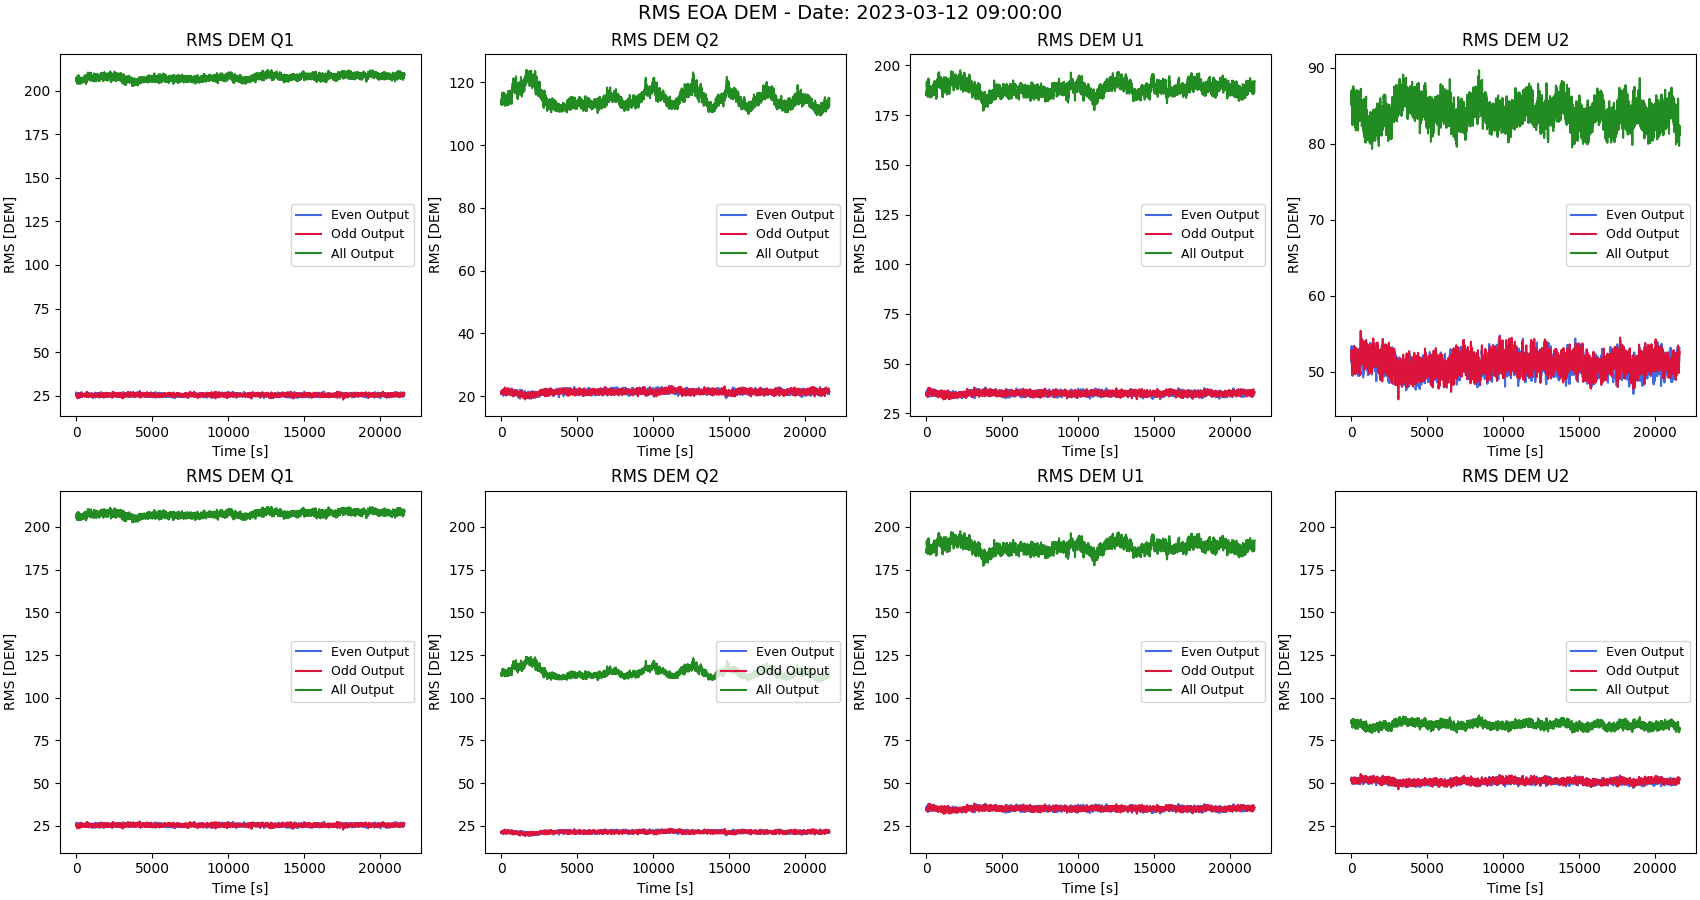 RMS EOA DEM - Date: 2023-03-12 09:00:00
RMS DEM Q1
RMS [DEM]
200
175
150
125
100
75
50
25
Even Output
Odd Output
All Output
0 5000 10000 15000 20000
Time [s]
RMS DEM Q2
RMS [DEM]
120
100
80
60
40
20
Even Output
Odd Output
All Output
0 5000 10000 15000 20000
Time [s]
RMS DEM U1
RMS [DEM]
200
175
150
125
100
75
50
25
Even Output
Odd Output
All Output
0 5000 10000 15000 20000
Time [s]
RMS DEM U2
RMS [DEM]
90
80
70
60
50
Even Output
Odd Output
All Output
0 5000 10000 15000 20000
Time [s]
RMS DEM Q1
RMS [DEM]
200
175
150
125
100
75
50
25
Even Output
Odd Output
All Output
0 5000 10000 15000 20000
Time [s]
RMS DEM Q2
RMS [DEM]
200
175
150
125
100
75
50
25
Even Output
Odd Output
All Output
0 5000 10000 15000 20000
Time [s]
RMS DEM U1
RMS [DEM]
200
175
150
125
100
75
50
25
Even Output
Odd Output
All Output
0 5000 10000 15000 20000
Time [s]
RMS DEM U2
RMS [DEM]
200
175
150
125
100
75
50
25
Even Output
Odd Output
All Output
0 5000 10000 15000 20000
Time [s]